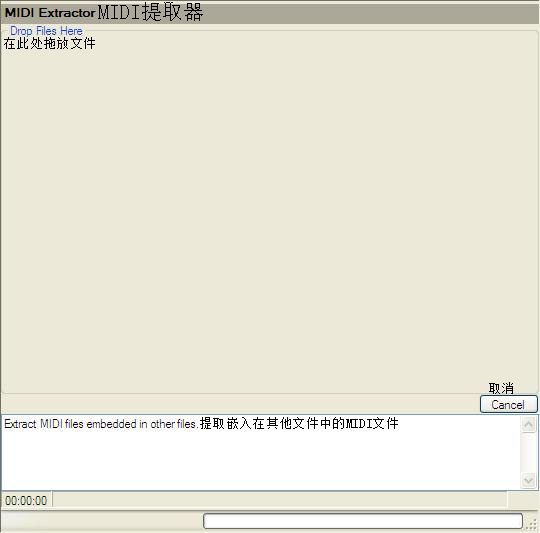 MIDI Extractor MIDI提取器
Drop Files Here
在此处拖放文件
取消
Cancel
Extract MIDI files embedded in other files.提取嵌入在其他文件中的MIDI文件
00:00:00